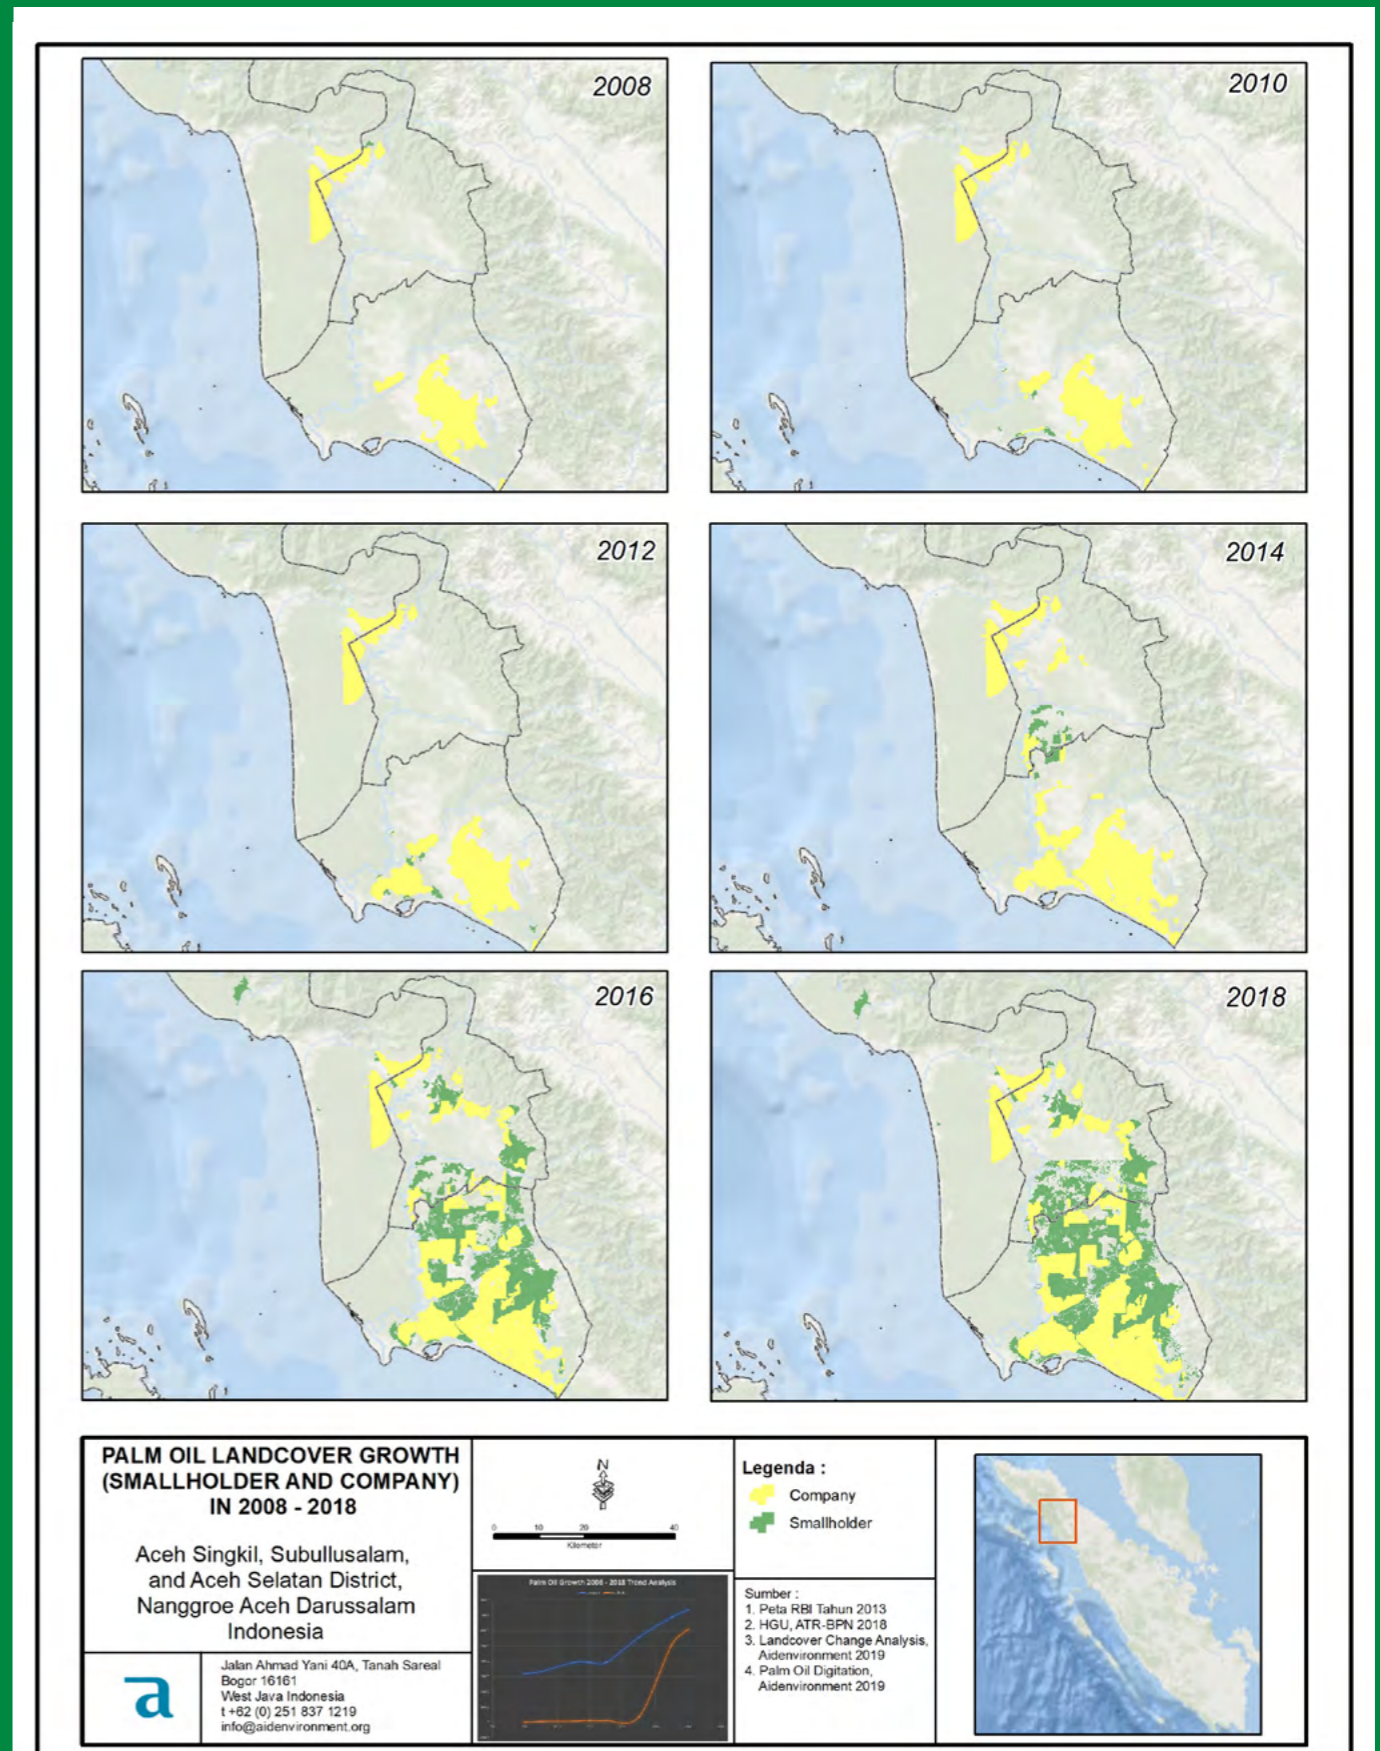 2008
2010
2012
2014
2016
2018
PALM OIL LANDCOVER GROWTH
(SMALLHOLDER AND COMPANY)
IN 2008 - 2018
Aceh Singkil, Subullusalam,
and Aceh Selatan District,
Nanggroe Aceh Darussalam
Indonesia
a
Jalan Ahmad Yani 40A, Tanah Sareal
Bogor 16161
West Java Indonesia
t +62 (0) 251 837 1219
info@aidenvironment.org
N
0 10 20 40
Kilometer
Palm Oil Growth 2008 - 2018 Trend Analysis
Legenda :
Company
Smallholder
Sumber :
1. Peta RBI Tahun 2013
2. HGU, ATR-BPN 2018
3. Landcover Change Analysis,
Aidenvironment 2019
4. Palm Oil Digitation,
Aidenvironment 2019